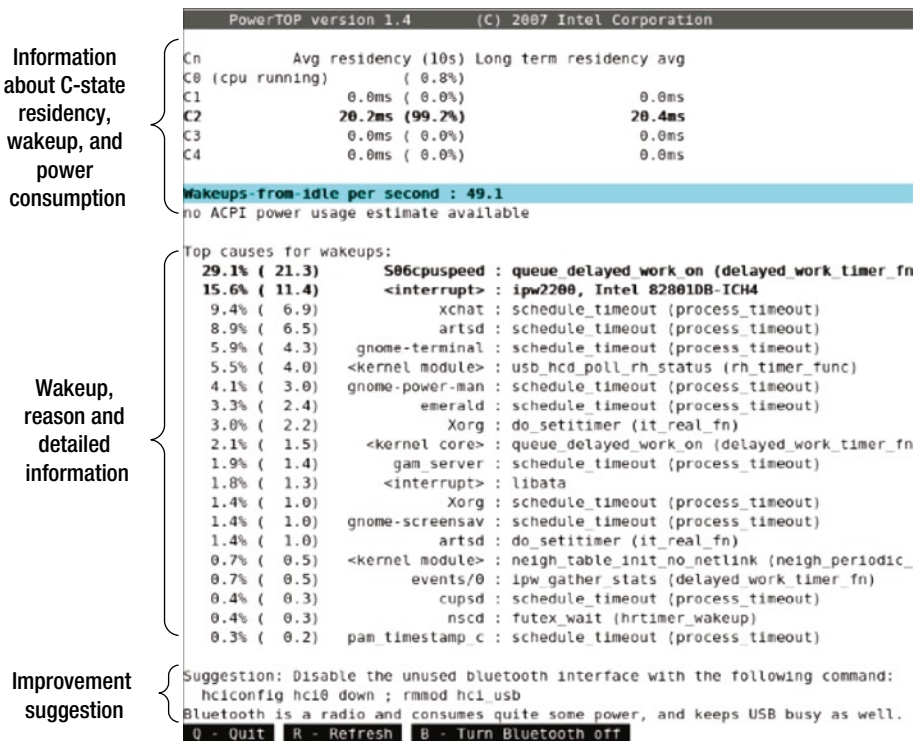 PowerTOP version 1.4 (C) 2007 Intel Corporation
Information
about C-state
residency,
wakeup, and
power
consumption
Cn Avg residency (10s) Long term residency avg
C0 (cpu running) ( 0.8%)
C1 0.0ms ( 0.0%) 0.0ms
C2 20.2ms (99.2%) 20.4ms
C3 0.0ms ( 0.0%) 0.0ms
C4 0.0ms ( 0.0%) 0.0ms
Wakeups-from-idle per second : 49.1
no ACPI power usage estimate available
Wakeup,
reason and
detailed
information
Top causes for wakeups:
29.1% ( 21.3) S06cpuspeed : queue_delayed_work_on (delayed_work_timer_fn
15.6% ( 11.4) <interrupt> : ipw2200, Intel 82801DB-ICH4
9.4% ( 6.9) xchat : schedule_timeout (process_timeout)
8.9% ( 6.5) artsd : schedule_timeout (process_timeout)
5.9% ( 4.3) gnome-terminal : schedule_timeout (process_timeout)
5.5% ( 4.0) <kernel module> : usb_hcd_poll_rh_status (rh_timer_func)
4.1% ( 3.0) gnome-power-man : schedule_timeout (process_timeout)
3.3% ( 2.4) emerald : schedule_timeout (process_timeout)
3.0% ( 2.2) Xorg : do_setitimer (it_real_fn)
2.1% ( 1.5) <kernel core> : queue_delayed_work_on (delayed_work_timer_fn
1.9% ( 1.4) gam_server : schedule_timeout (process_timeout)
1.8% ( 1.3) <interrupt> : libata
1.4% ( 1.0) Xorg : schedule_timeout (process_timeout)
1.4% ( 1.0) gnome-screensav : schedule_timeout (process_timeout)
1.4% ( 1.0) artsd : do_setitimer (it_real_fn)
0.7% ( 0.5) <kernel module> : neigh_table_init_no_netlink (neigh_periodic_
0.7% ( 0.5) events/0 : ipw_gather_stats (delayed_work_timer_fn)
0.4% ( 0.3) cupsd : schedule_timeout (process_timeout)
0.4% ( 0.3) nscd : futex_wait (hrtimer_wakeup)
0.3% ( 0.2) pam_timestamp_c : schedule_timeout (process_timeout)
Improvement
suggestion
Suggestion: Disable the unused bluetooth interface with the following command:
hciconfig hci0 down ; rmmod hci_usb
Bluetooth is a radio and consumes quite some power, and keeps USB busy as well.
Q - Quit R - Refresh B - Turn Bluetooth off